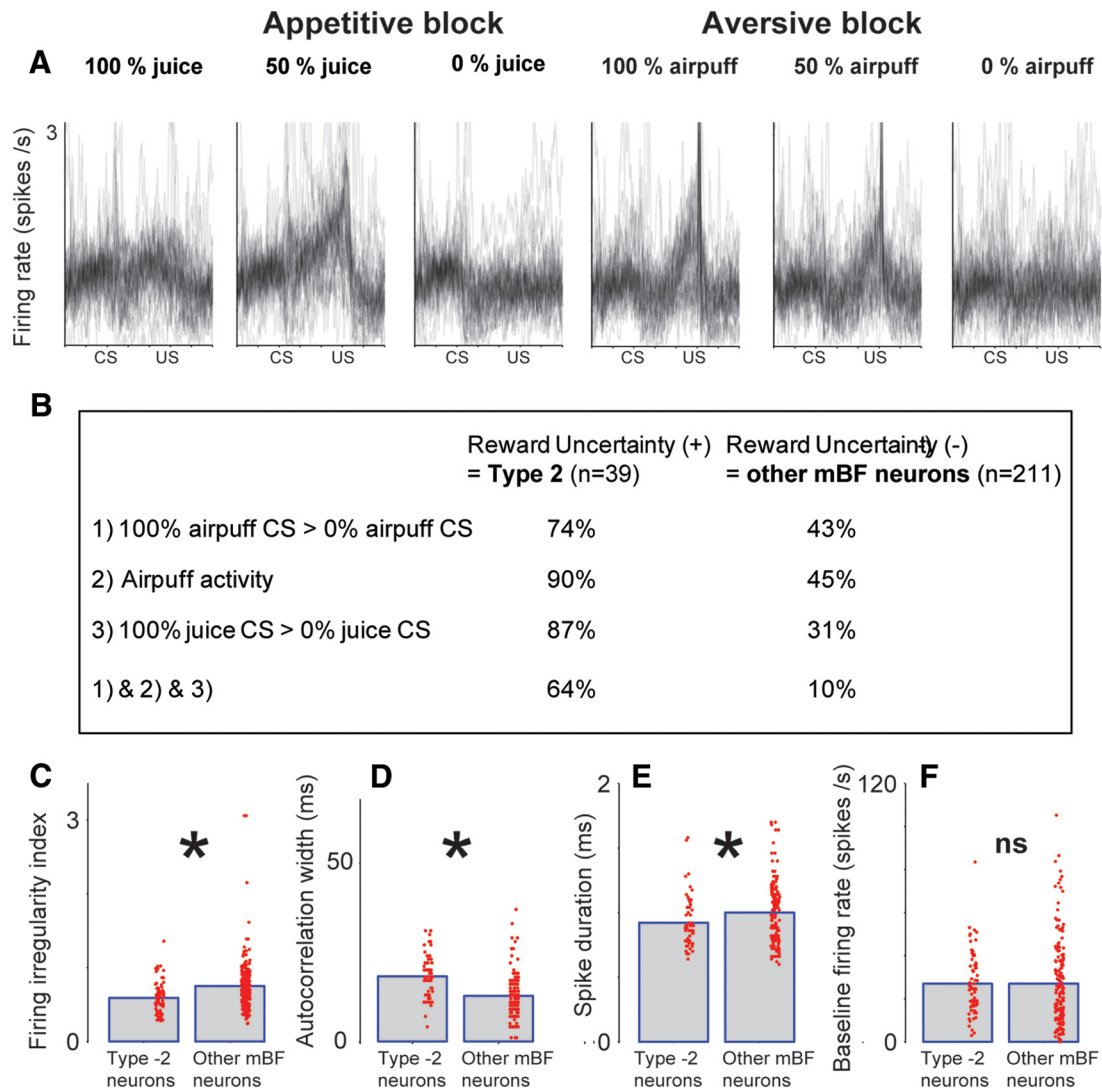 Appetitive block Aversive block
A 100 % juice 50 % juice 0 % juice 100 % airpuff 50 % airpuff 0 % airpuff
Firing rate (spikes /s)
3
CS US CS US CS US CS US CS US CS US
B
Reward Uncertainty (+) Reward Uncertainty (-)
= Type 2 (n=39) = other mBF neurons (n=211)
1) 100% airpuff CS > 0% airpuff CS 74% 43%
2) Airpuff activity 90% 45%
3) 100% juice CS > 0% juice CS 87% 31%
1) & 2) & 3) 64% 10%
C
Firing irregularity index
3
0
*
Type -2 Other mBF
neurons neurons
D
Autocorrelation width (ms)
50
0
*
Type -2 Other mBF
neurons neurons
E
Spike duration (ms)
2
0
*
Type -2 Other mBF
neurons neurons
F
Baseline firing rate (spikes /s)
120
0
ns
Type -2 Other mBF
neurons neurons